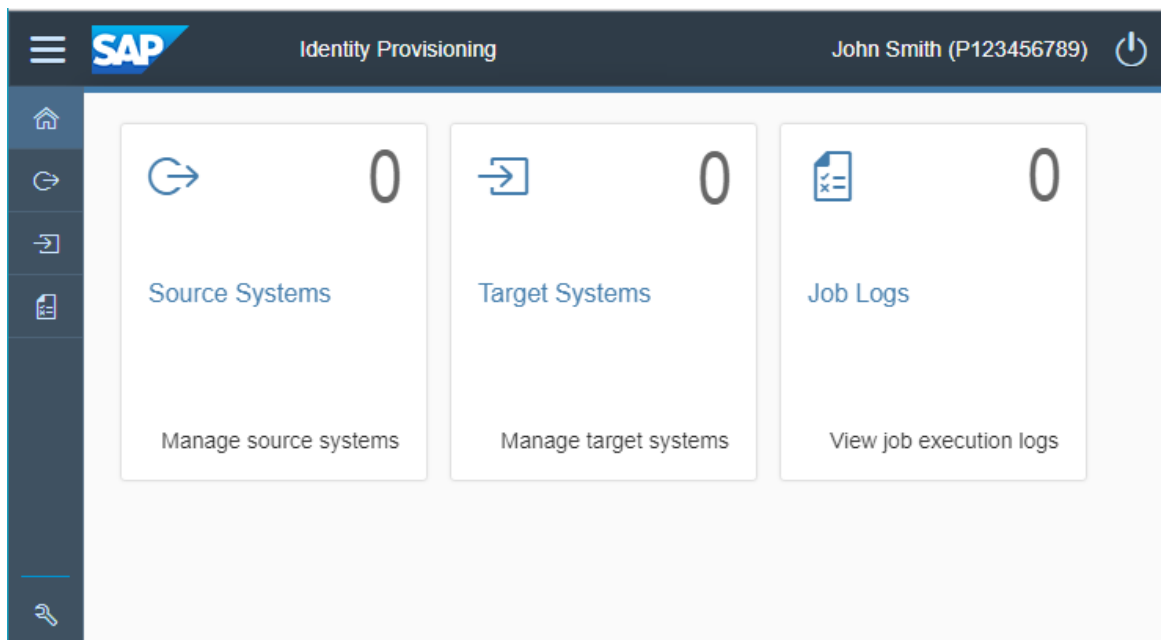 SAP Identity Provisioning John Smith (P123456789)
0 0 0
Source Systems Target Systems Job Logs
Manage source systems Manage target systems View job execution logs